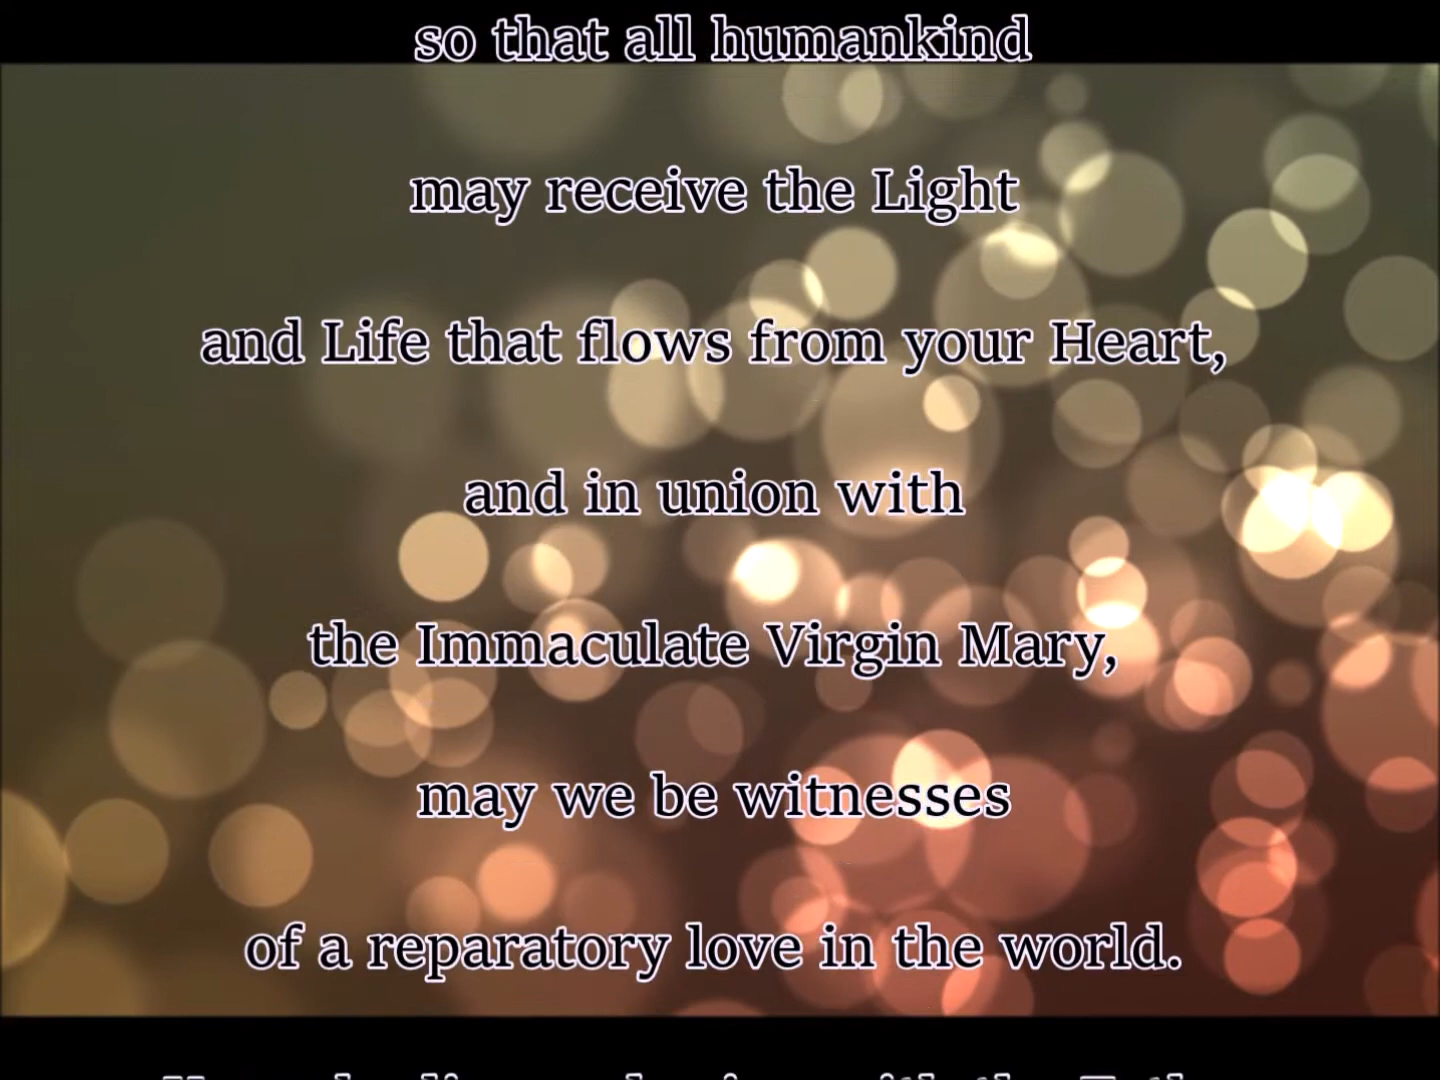 so that all humankind
may receive the Light
and Life that flows from your Heart,
and in union with
the Immaculate Virgin Mary,
may we be witnesses
of a reparatory love in the world.